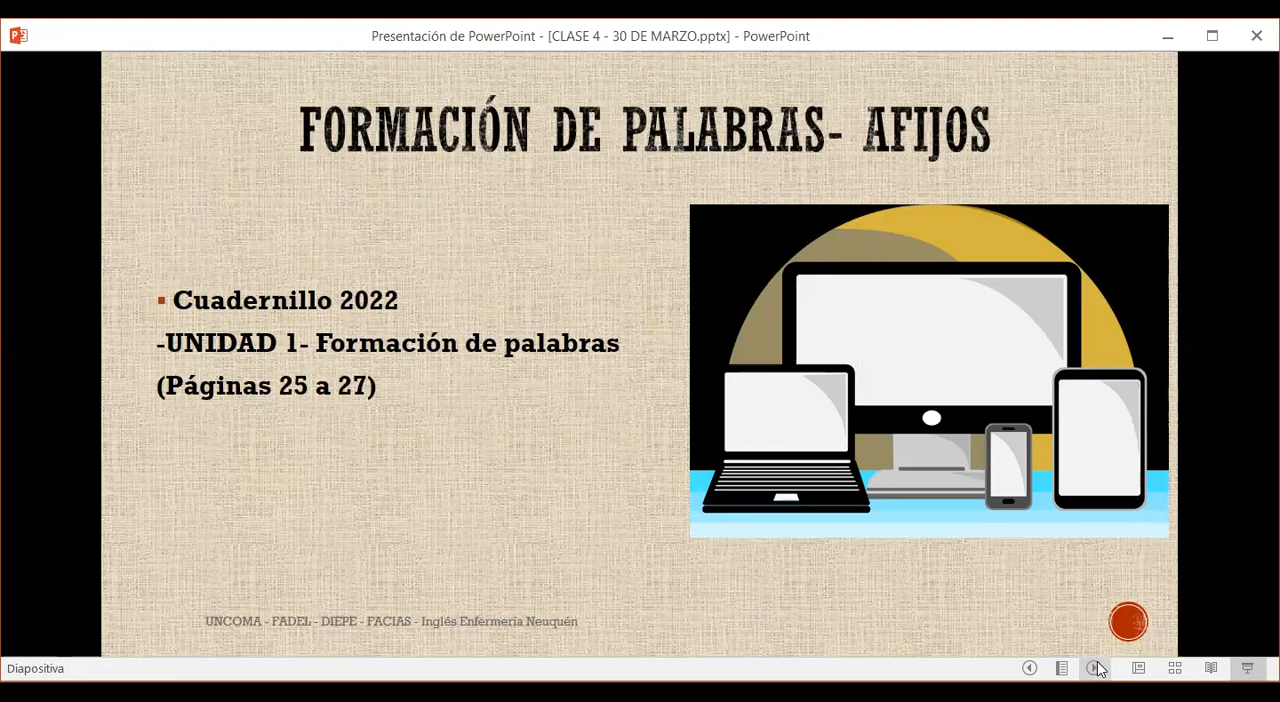 Presentación de PowerPoint - [CLASE 4 - 30 DE MARZO.pptx] - PowerPoint
FORMACIÓN DE PALABRAS- AFIJOS
▪ Cuadernillo 2022
-UNIDAD 1- Formación de palabras
(Páginas 25 a 27)
UNCOMA - FADEL - DIEPE - FACIAS - Inglés Enfermería Neuquén
Diapositiva